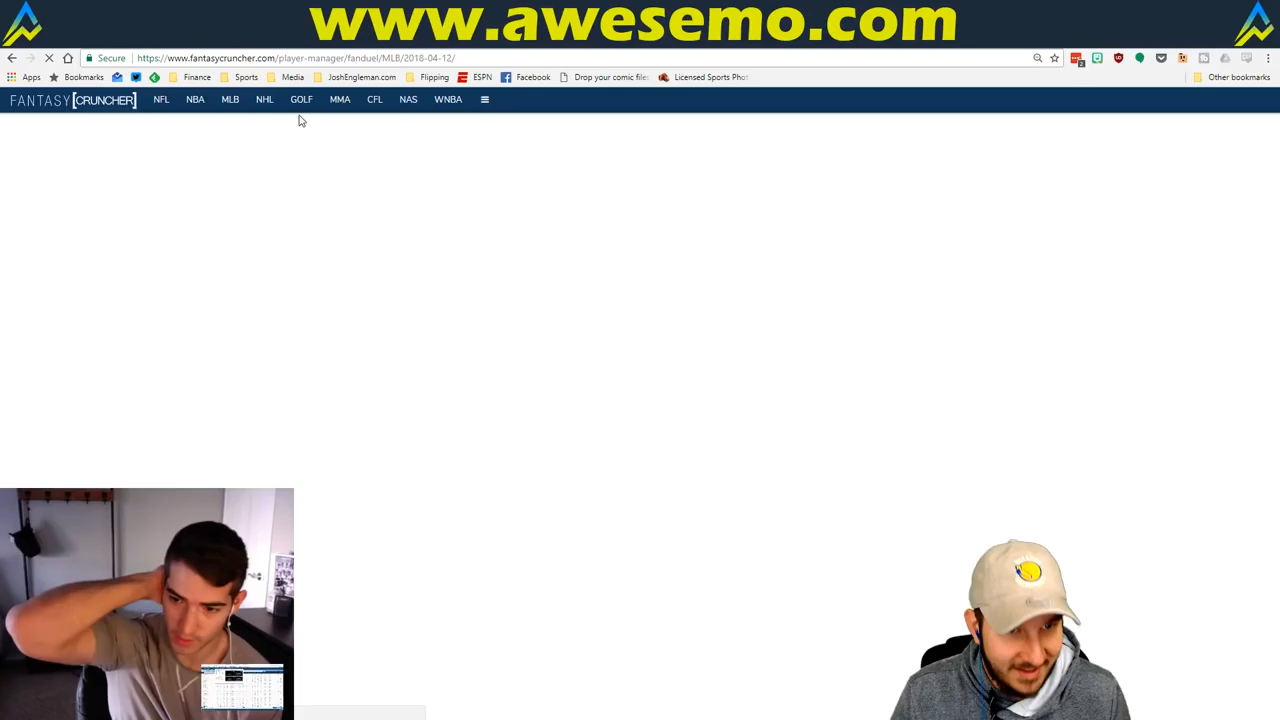 www.awesemo.com
Secure https://www.fantasycruncher.com/player-manager/fanduel/MLB/2018-04-12/
Apps Bookmarks Finance Sports Media JoshEngleman.com Flipping ESPN Facebook Drop your comic files Licensed Sports Phot Other bookmarks
FANTASY [CRUNCHER] NFL NBA MLB NHL GOLF MMA CFL NAS WNBA